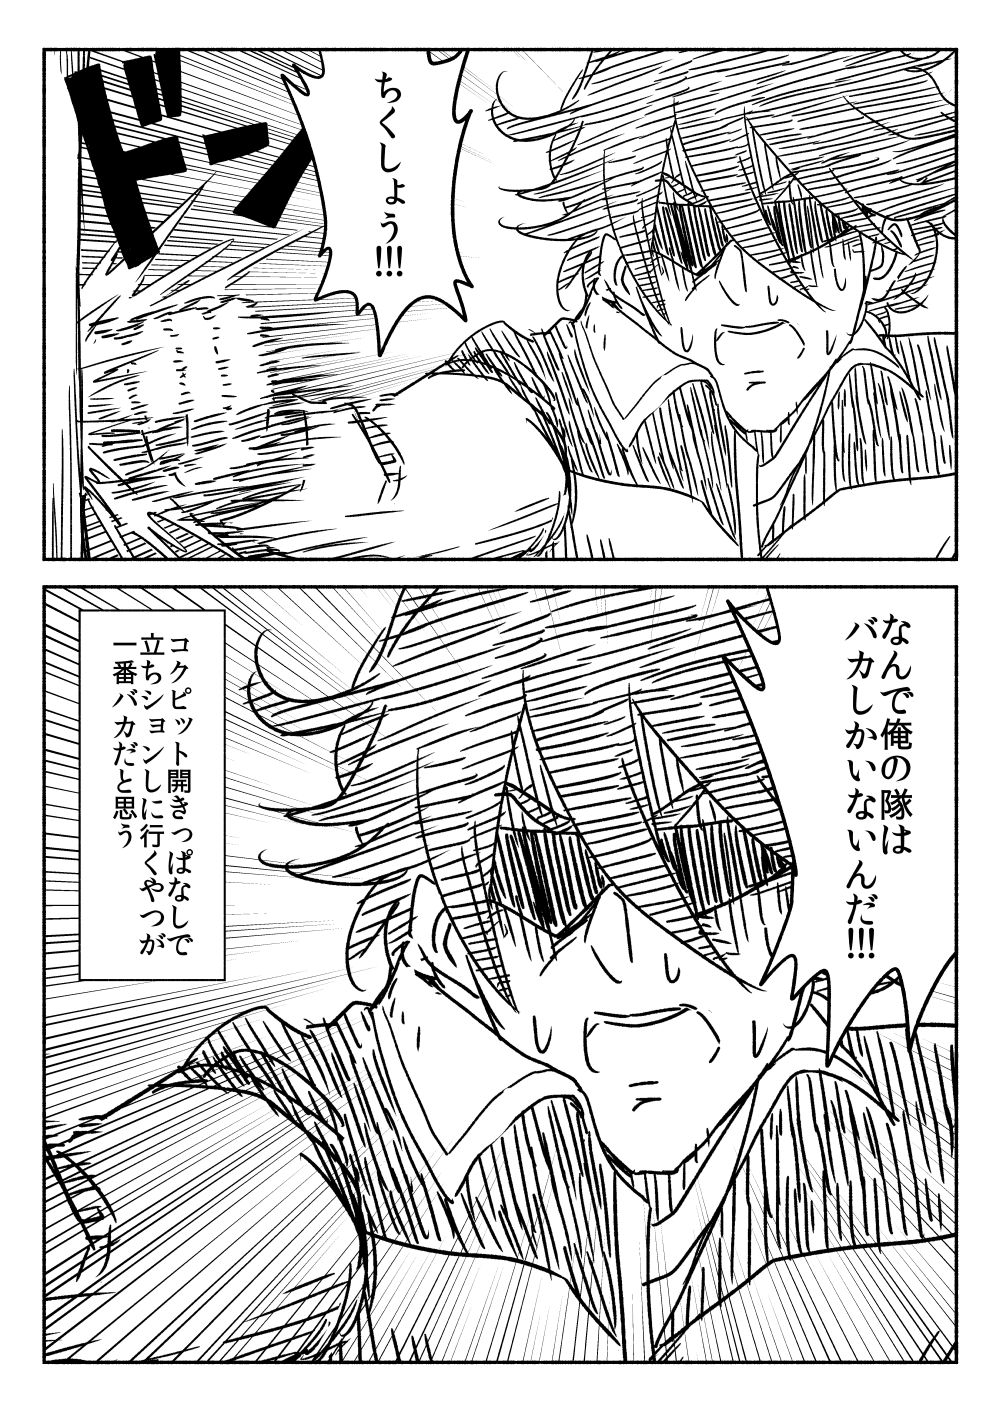 ちくしょう!!!
ドーン
なんで俺の隊は
バカしかいないんだ!!!
コクピット開きっぱなしで
立ちションしに行くやつが
一番バカだと思う